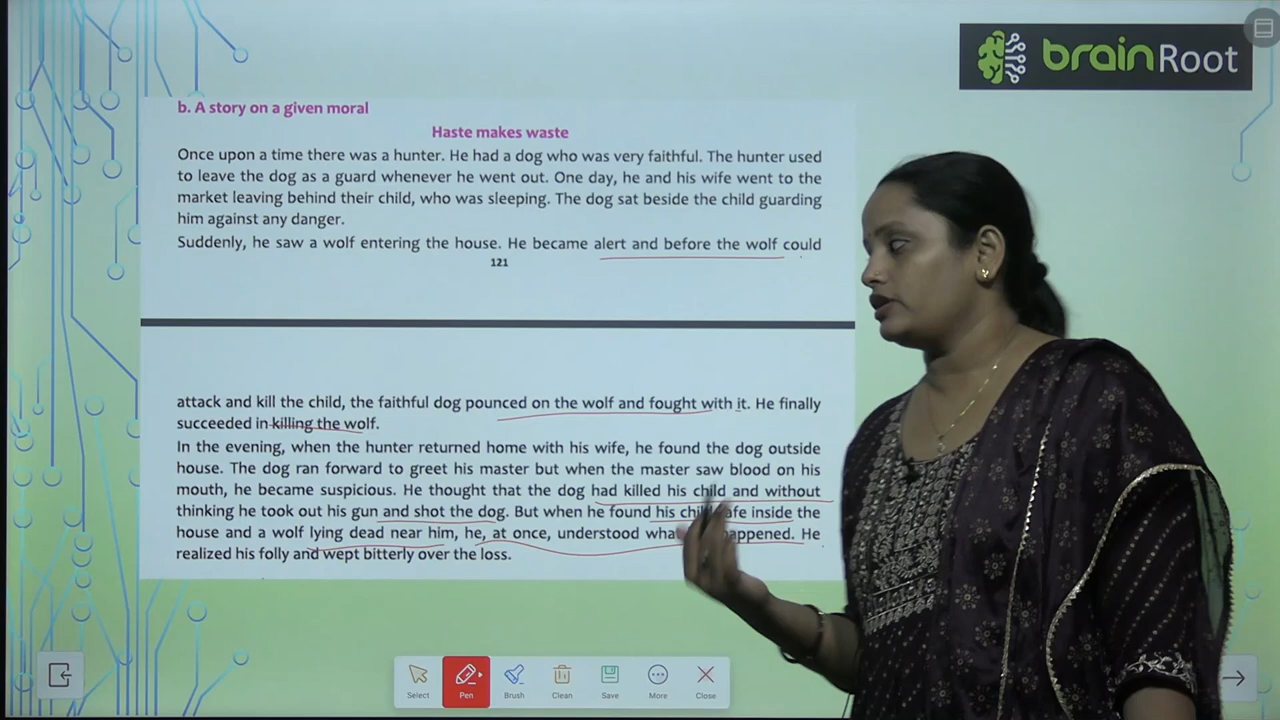 brainRoot
b. A story on a given moral
Haste makes waste
Once upon a time there was a hunter. He had a dog who was very faithful. The hunter used
to leave the dog as a guard whenever he went out. One day, he and his wife went to the
market leaving behind their child, who was sleeping. The dog sat beside the child guarding
him against any danger.
Suddenly, he saw a wolf entering the house. He became alert and before the wolf could
121
attack and kill the child, the faithful dog pounced on the wolf and fought with it. He finally
succeeded in killing the wolf.
In the evening, when the hunter returned home with his wife, he found the dog outside
house. The dog ran forward to greet his master but when the master saw blood on his
mouth, he became suspicious. He thought that the dog had killed his child and without
thinking he took out his gun and shot the dog. But when he found his child safe inside the
house and a wolf lying dead near him, he, at once, understood what happened. He
realized his folly and wept bitterly over the loss.
Select Pen Brush Clean Save More Close